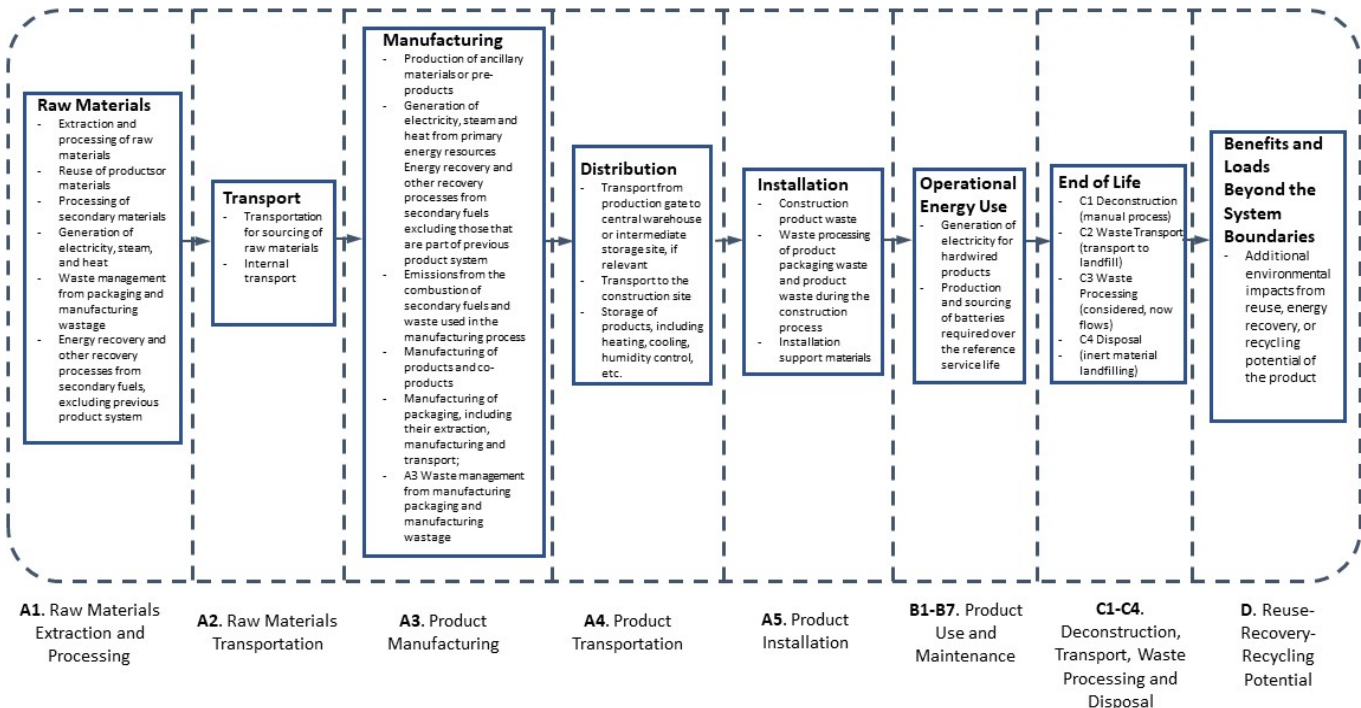 Raw Materials
- Extraction and
processing of raw
materials
- Reuse of productsor
materials
- Processing of
secondary materials
- Generation of
electricity, steam,
and heat
- Waste management
from packaging and
manufacturing
wastage
- Energy recovery and
other recovery
processes from
secondary fuels,
excluding previous
product system
Transport
- Transportation
for sourcing of
raw materials
- Internal
transport
Manufacturing
- Production of ancillary
materials or pre-
products
- Generation of
electricity, steam and
heat from primary
energy resources
Energy recovery and
other recovery
processes from
secondary fuels
excluding those that
are part of previous
product system
- Emissions from the
combustion of
secondary fuels and
waste used in the
manufacturing process
- Manufacturing of
products and co-
products
- Manufacturing of
packaging, including
their extraction,
manufacturing and
transport;
- A3 Waste management
from manufacturing
packaging and
manufacturing
wastage
Distribution
- Transport from
production gate to
central warehouse
or intermediate
storage site, if
relevant
- Transport to the
construction site
- Storage of
products, including
heating, cooling,
humidity control,
etc.
Installation
- Construction
product waste
- Waste processing
of product
packaging waste
and product
waste during the
construction
process
- Installation
support materials
Operational
Energy Use
- Generation of
electricity for
hardwired
products
- Production
and sourcing
of batteries
required over
the reference
service life
End of Life
- C1 Deconstruction
(manual process)
- C2 Waste Transport
(transport to
landfill)
- C3 Waste
Processing
(considered, now
flows)
- C4 Disposal
- (inert material
landfilling)
Benefits and
Loads
Beyond the
System
Boundaries
- Additional
environmental
impacts from
reuse, energy
recovery, or
recycling
potential of
the product
A1. Raw Materials
Extraction and
Processing
A2. Raw Materials
Transportation
A3. Product
Manufacturing
A4. Product
Transportation
A5. Product
Installation
B1-B7. Product
Use and
Maintenance
C1-C4.
Deconstruction,
Transport, Waste
Processing and
Disposal
D. Reuse-
Recovery-
Recycling
Potential